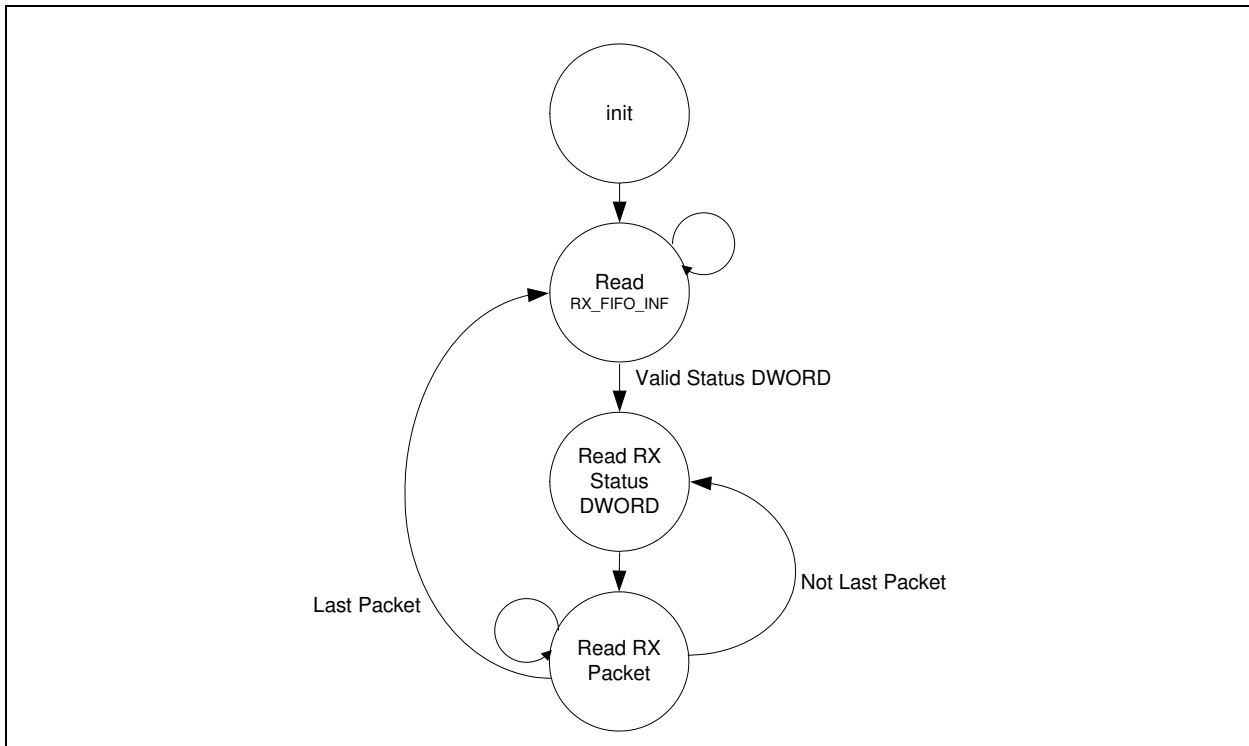 init
Read
RX_FIFO_INF
Valid Status DWORD
Read RX
Status
DWORD
Not Last Packet
Last Packet
Read RX
Packet